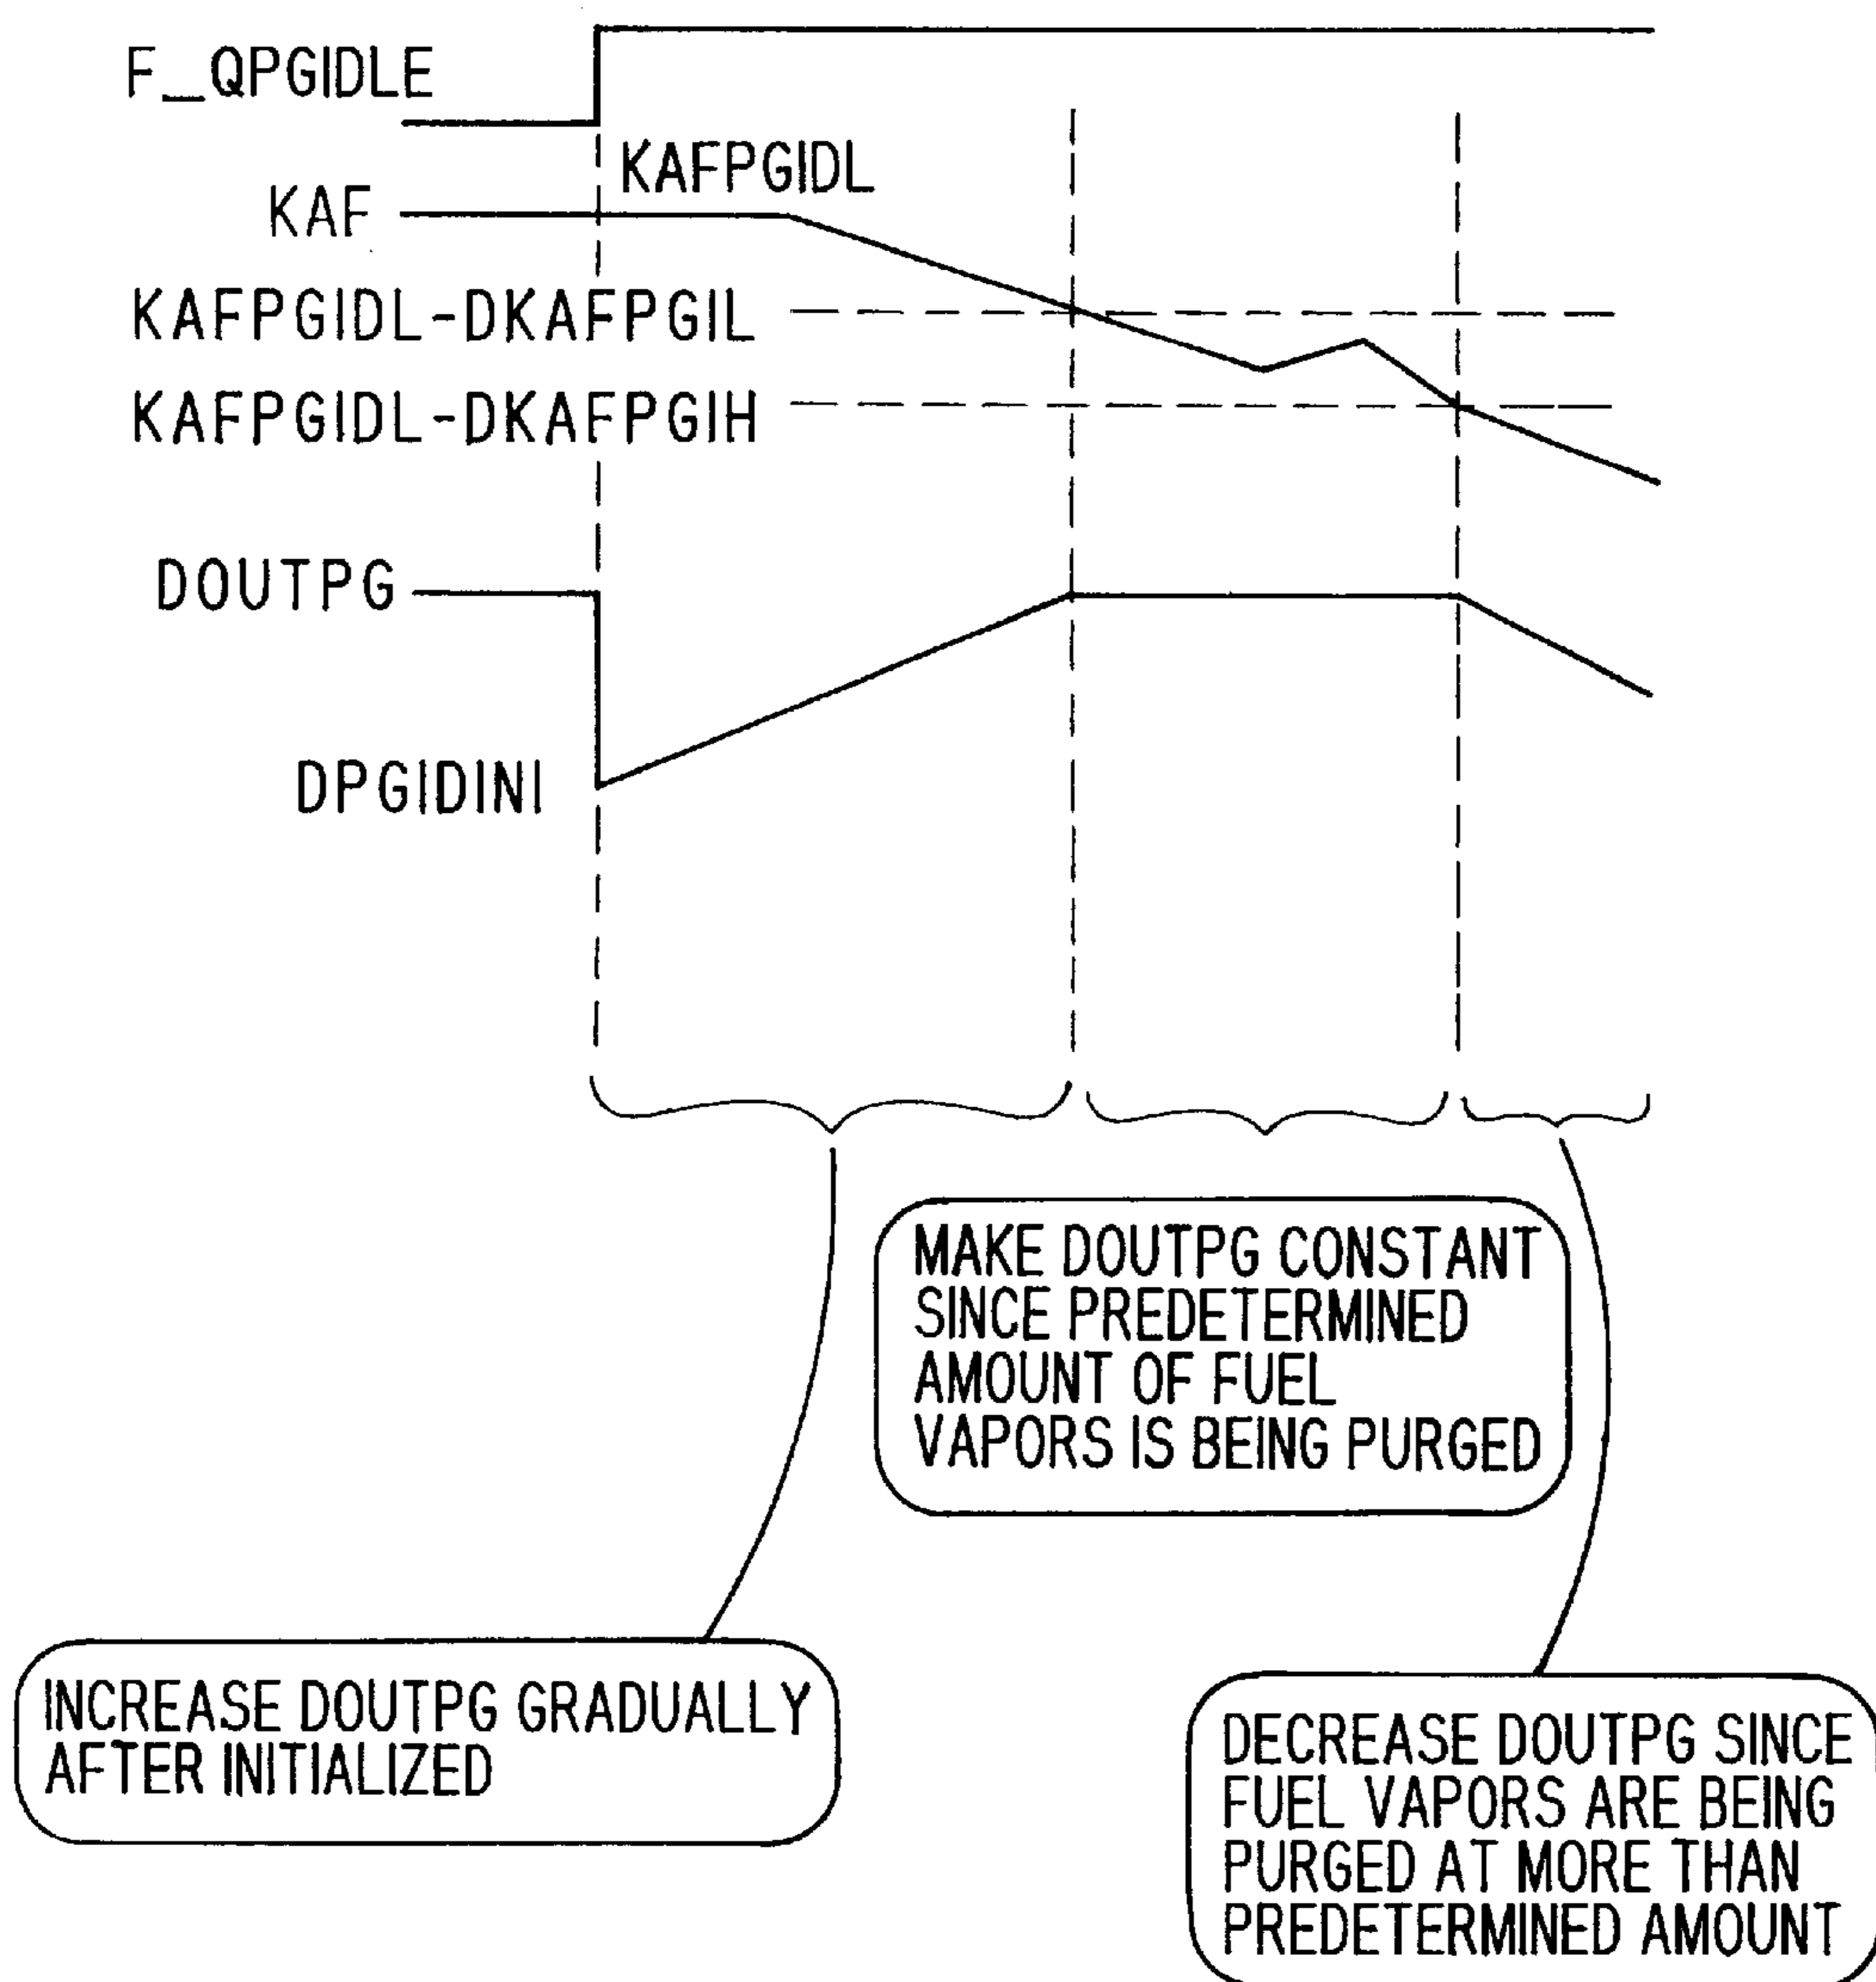 F_QPGIDLE
KAFPGIDL
KAF
KAFPGIDL-DKAFPGIL
KAFPGIDL-DKAFPGIH
DOUTPG
DPGIDINI
MAKE DOUTPG CONSTANT
SINCE PREDETERMINED
AMOUNT OF FUEL
VAPORS IS BEING PURGED
INCREASE DOUTPG GRADUALLY
AFTER INITIALIZED
DECREASE DOUTPG SINCE
FUEL VAPORS ARE BEING
PURGED AT MORE THAN
PREDETERMINED AMOUNT